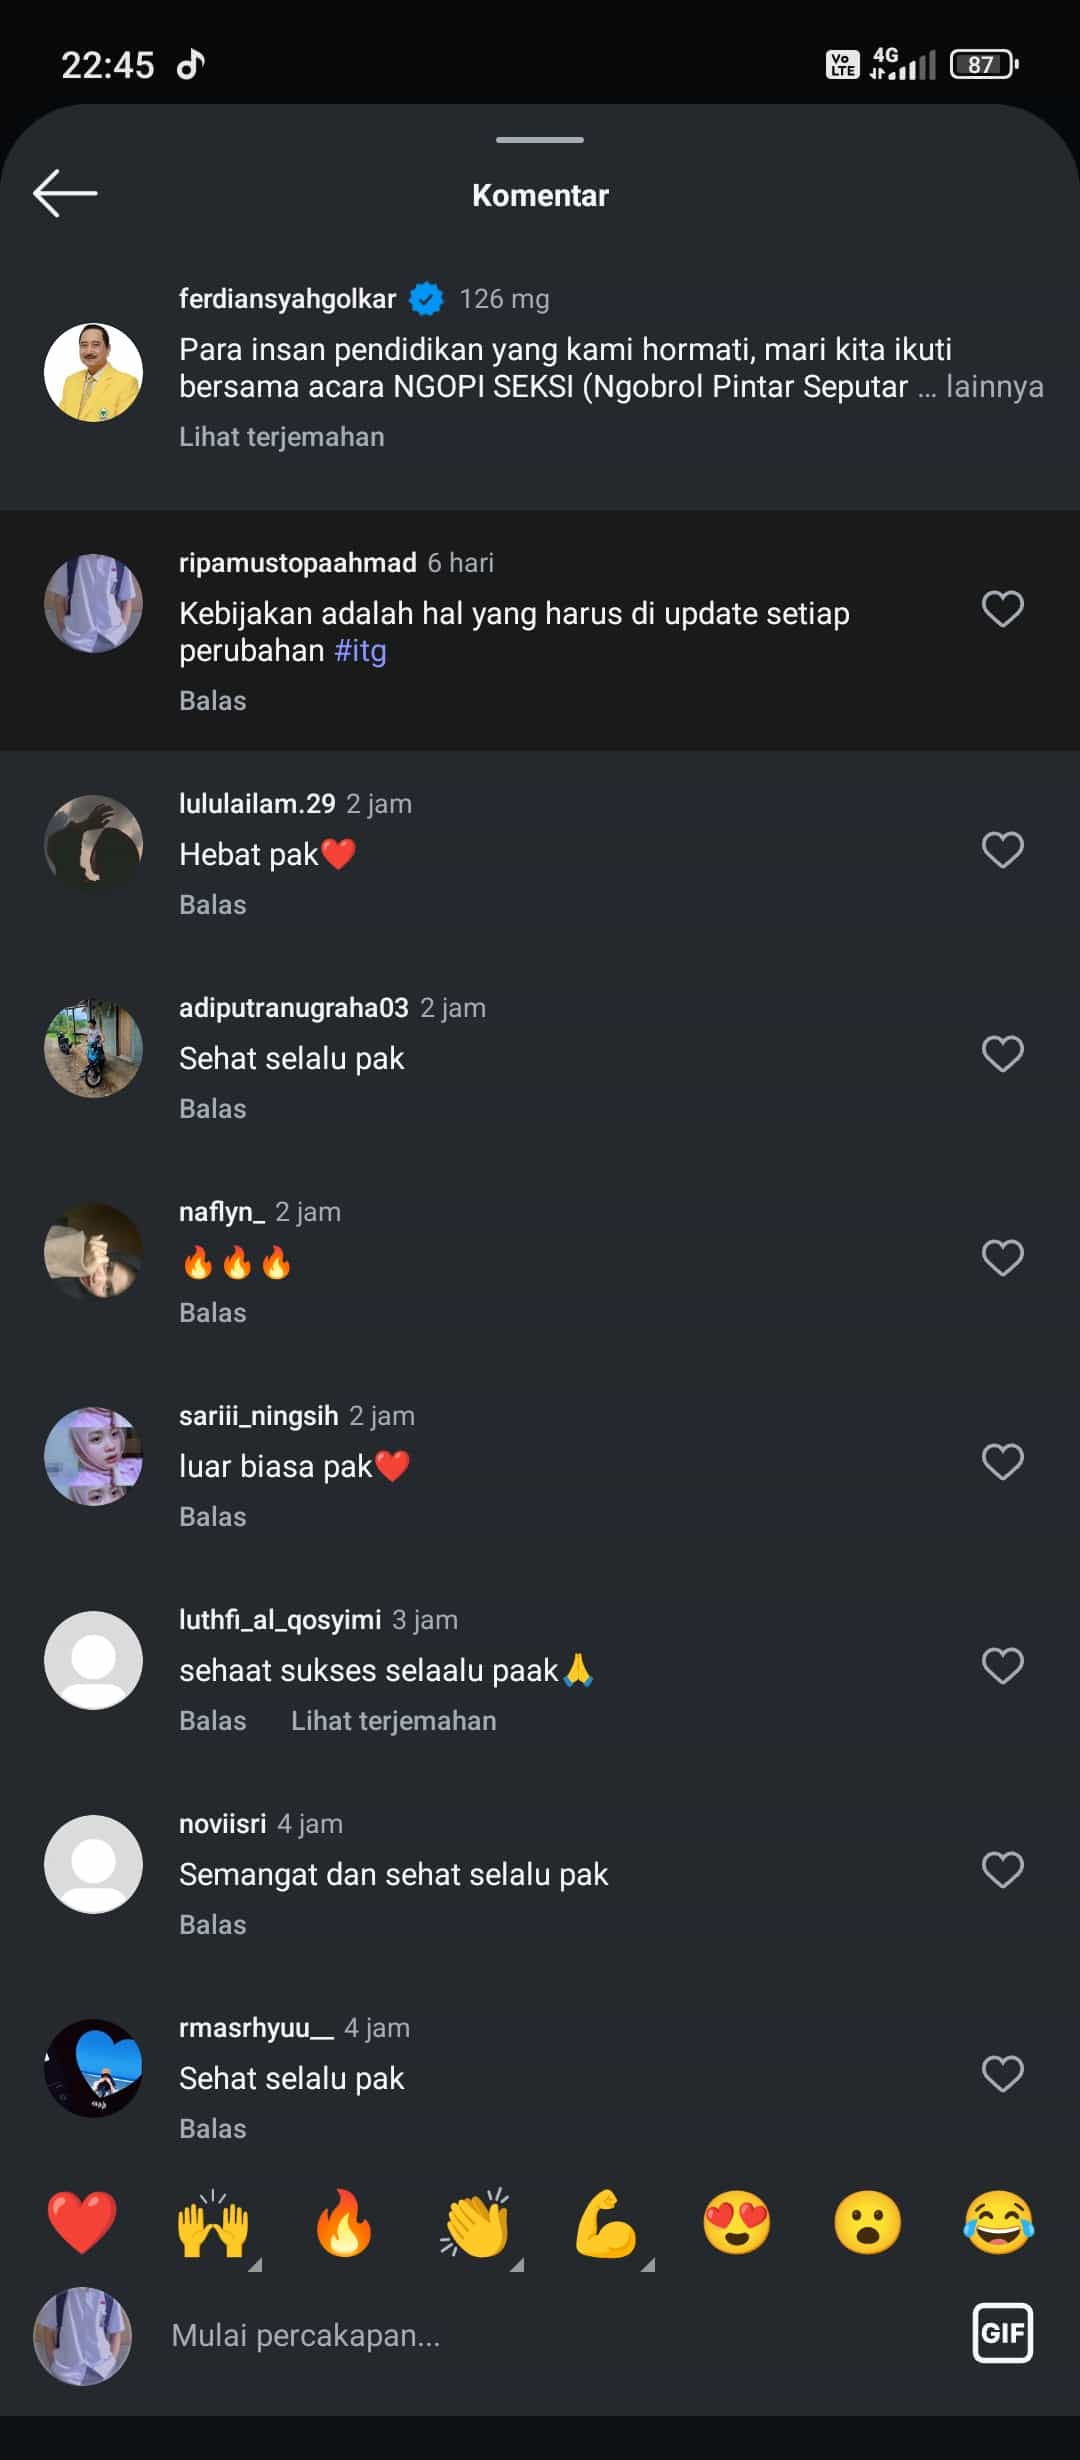 22:45
Vo LTE 4G 87
Komentar
ferdiansyahgolkar 126 mg
Para insan pendidikan yang kami hormati, mari kita ikuti
bersama acara NGOPI SEKSI (Ngobrol Pintar Seputar ... lainnya
Lihat terjemahan
ripamustopaahmad 6 hari
Kebijakan adalah hal yang harus di update setiap
perubahan #itg
Balas
lululailam.29 2 jam
Hebat pak❤️
Balas
adiputranugraha03 2 jam
Sehat selalu pak
Balas
naflyn_ 2 jam
🔥🔥🔥
Balas
sariii_ningsih 2 jam
luar biasa pak❤️
Balas
luthfi_al_qosyimi 3 jam
sehaat sukses selaalu paak🙏
Balas Lihat terjemahan
noviisri 4 jam
Semangat dan sehat selalu pak
Balas
rmasrhyuu__ 4 jam
Sehat selalu pak
Balas
❤️🙌🔥👏💪😍😮😂
Mulai percakapan...
GIF